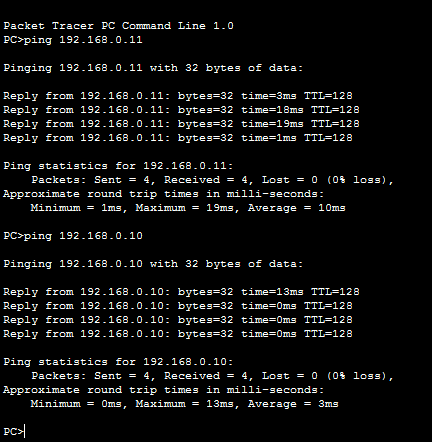 Packet Tracer PC Command Line 1.0
PC>ping 192.168.0.11
Pinging 192.168.0.11 with 32 bytes of data:
Reply from 192.168.0.11: bytes=32 time=3ms TTL=128
Reply from 192.168.0.11: bytes=32 time=18ms TTL=128
Reply from 192.168.0.11: bytes=32 time=19ms TTL=128
Reply from 192.168.0.11: bytes=32 time=1ms TTL=128
Ping statistics for 192.168.0.11:
    Packets: Sent = 4, Received = 4, Lost = 0 (0% loss),
Approximate round trip times in milli-seconds:
    Minimum = 1ms, Maximum = 19ms, Average = 10ms
PC>ping 192.168.0.10
Pinging 192.168.0.10 with 32 bytes of data:
Reply from 192.168.0.10: bytes=32 time=13ms TTL=128
Reply from 192.168.0.10: bytes=32 time=0ms TTL=128
Reply from 192.168.0.10: bytes=32 time=0ms TTL=128
Reply from 192.168.0.10: bytes=32 time=0ms TTL=128
Ping statistics for 192.168.0.10:
    Packets: Sent = 4, Received = 4, Lost = 0 (0% loss),
Approximate round trip times in milli-seconds:
    Minimum = 0ms, Maximum = 13ms, Average = 3ms
PC>